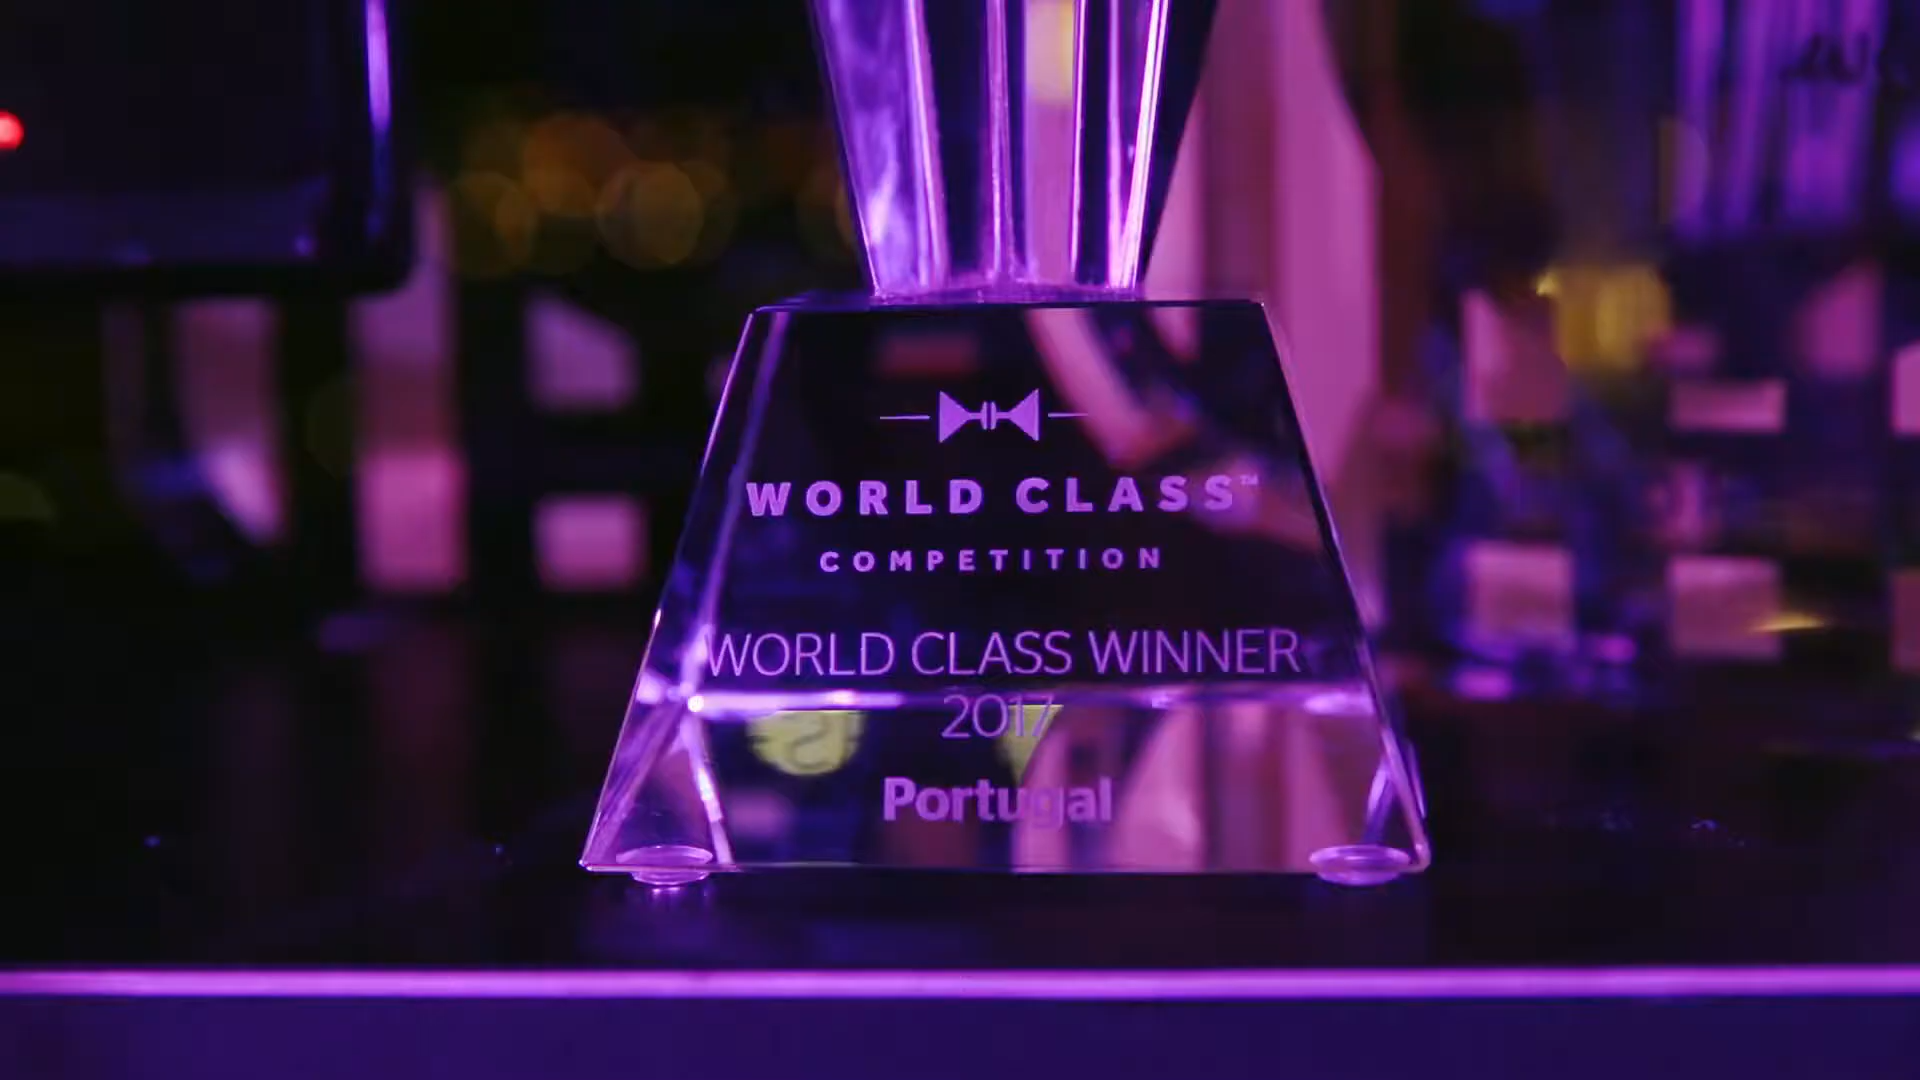 WORLD CLASS™
COMPETITION
WORLD CLASS WINNER
2017
Portugal